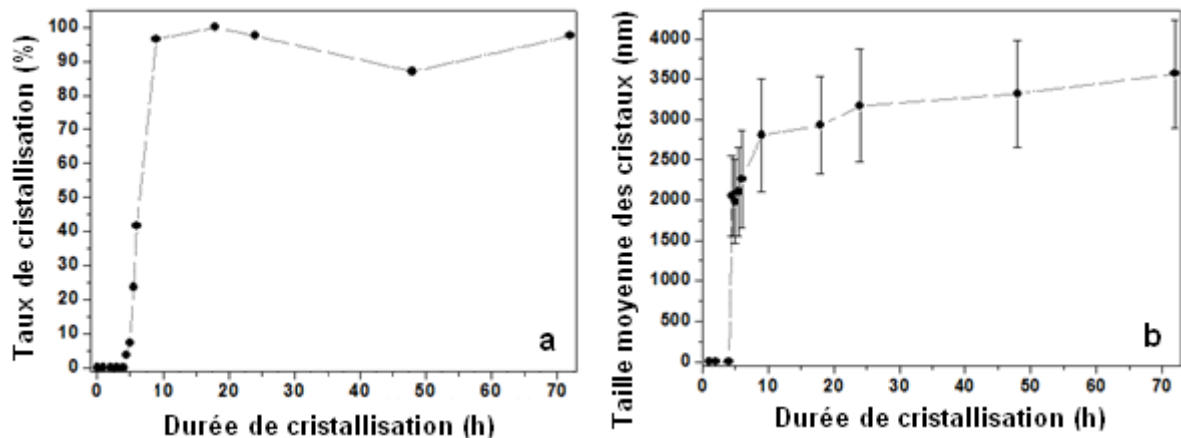 Taux de cristallisation (%)
100
90
80
70
60
50
40
30
20
10
0
0 10 20 30 40 50 60 70
Durée de cristallisation (h)
a
Taille moyenne des cristaux (nm)
4000
3500
3000
2500
2000
1500
1000
500
0
0 10 20 30 40 50 60 70
Durée de cristallisation (h)
b